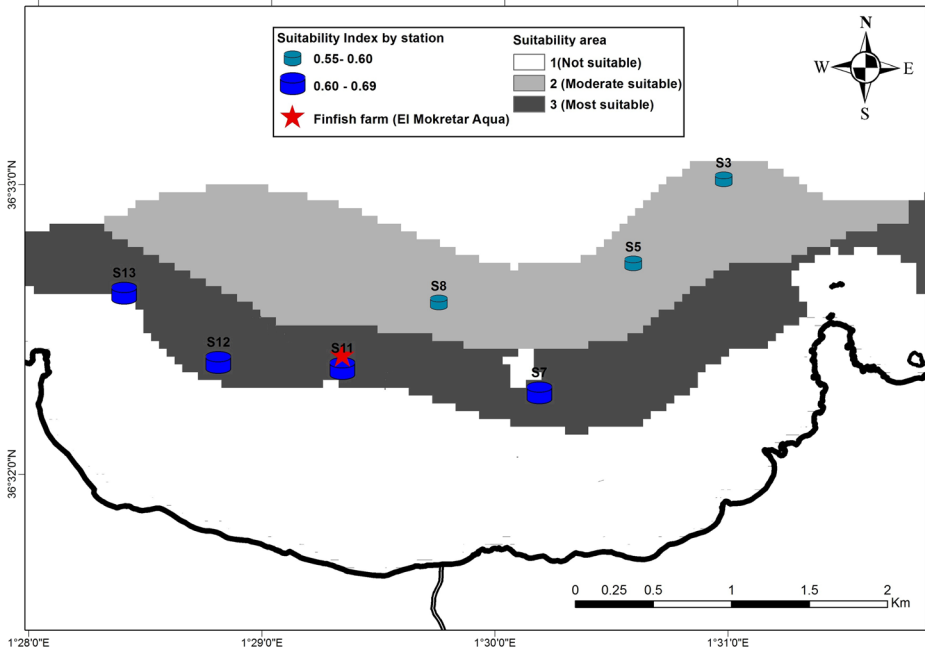 Suitability Index by station
0.55- 0.60
0.60 - 0.69
Finfish farm (El Mokretar Aqua)
Suitability area
1(Not suitable)
2 (Moderate suitable)
3 (Most suitable)
N
W
E
S
36°33'0"N
36°32'0"N
S3
S5
S8
S13
S12
S11
S7
0 0.25 0.5 1 1.5 2
Km
1°28'0"E 1°29'0"E 1°30'0"E 1°31'0"E